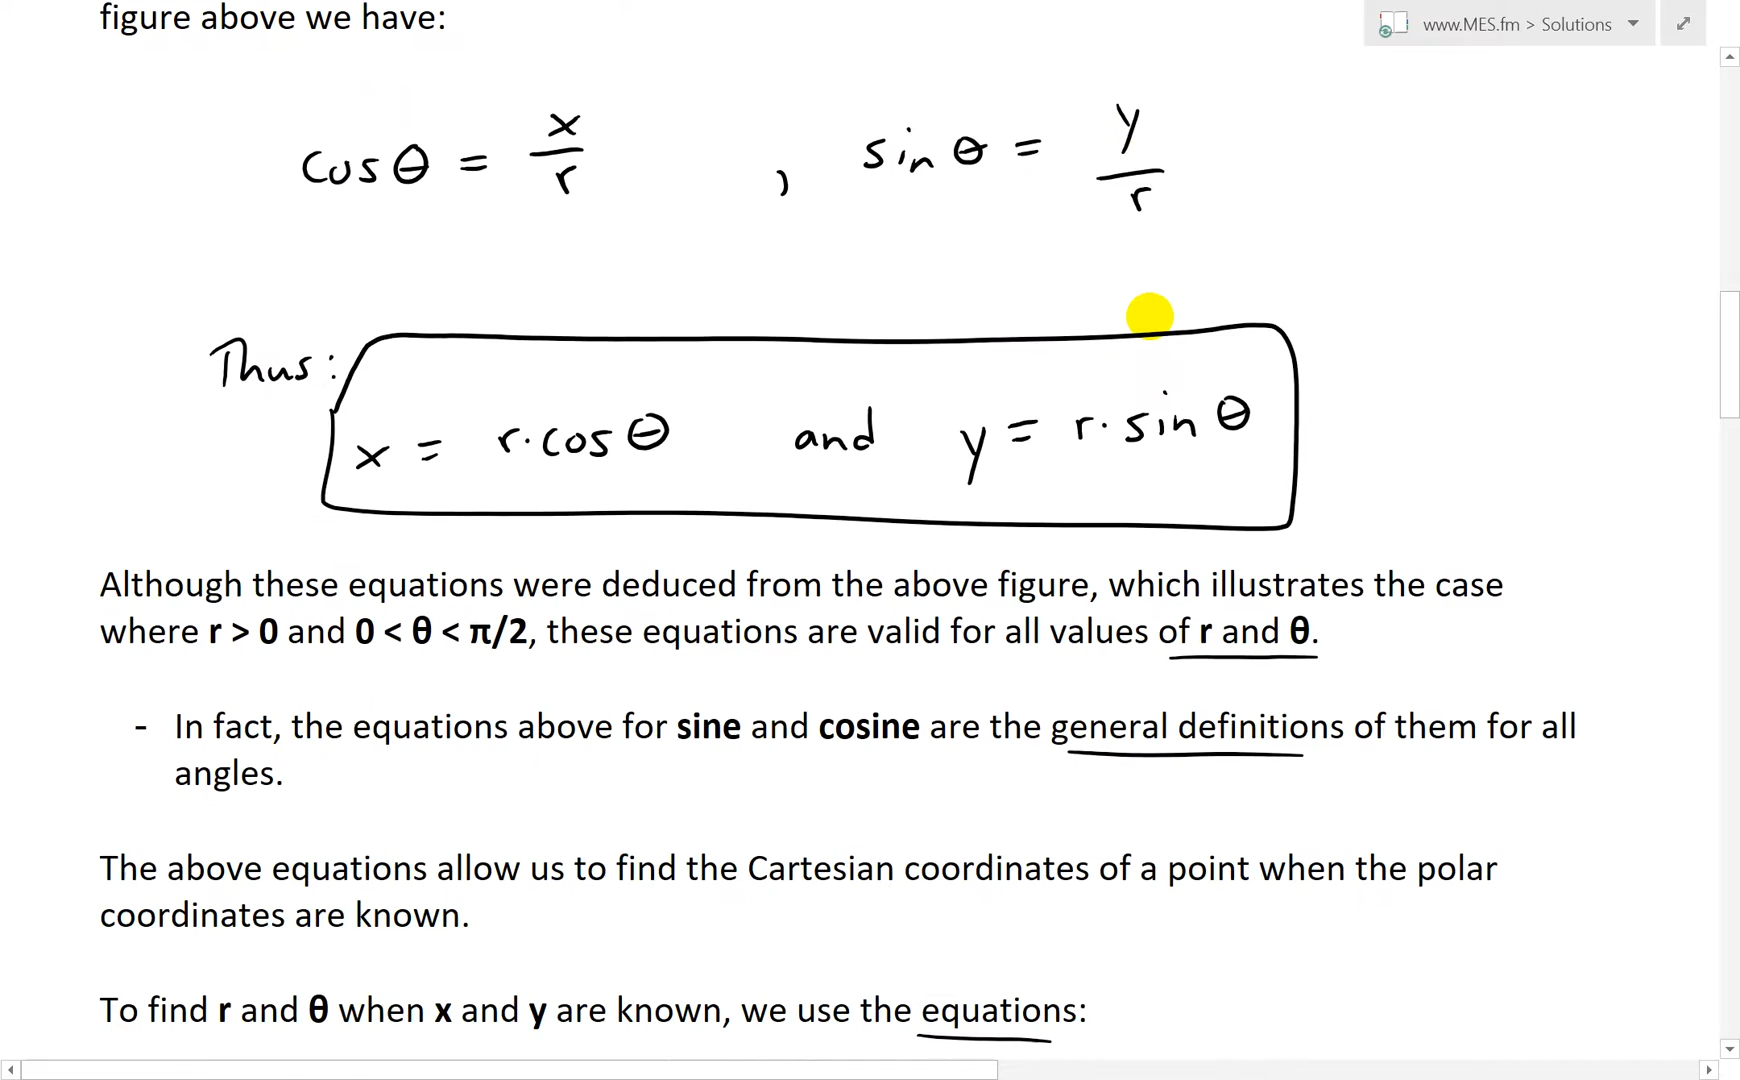 figure above we have:
www.MES.fm > Solutions
cosθ = x/r , sinθ = y/r
Thus:
x = r·cosθ and y = r·sinθ
Although these equations were deduced from the above figure, which illustrates the case
where r > 0 and 0 < θ < π/2, these equations are valid for all values of r and θ.
- In fact, the equations above for sine and cosine are the general definitions of them for all
angles.
The above equations allow us to find the Cartesian coordinates of a point when the polar
coordinates are known.
To find r and θ when x and y are known, we use the equations: